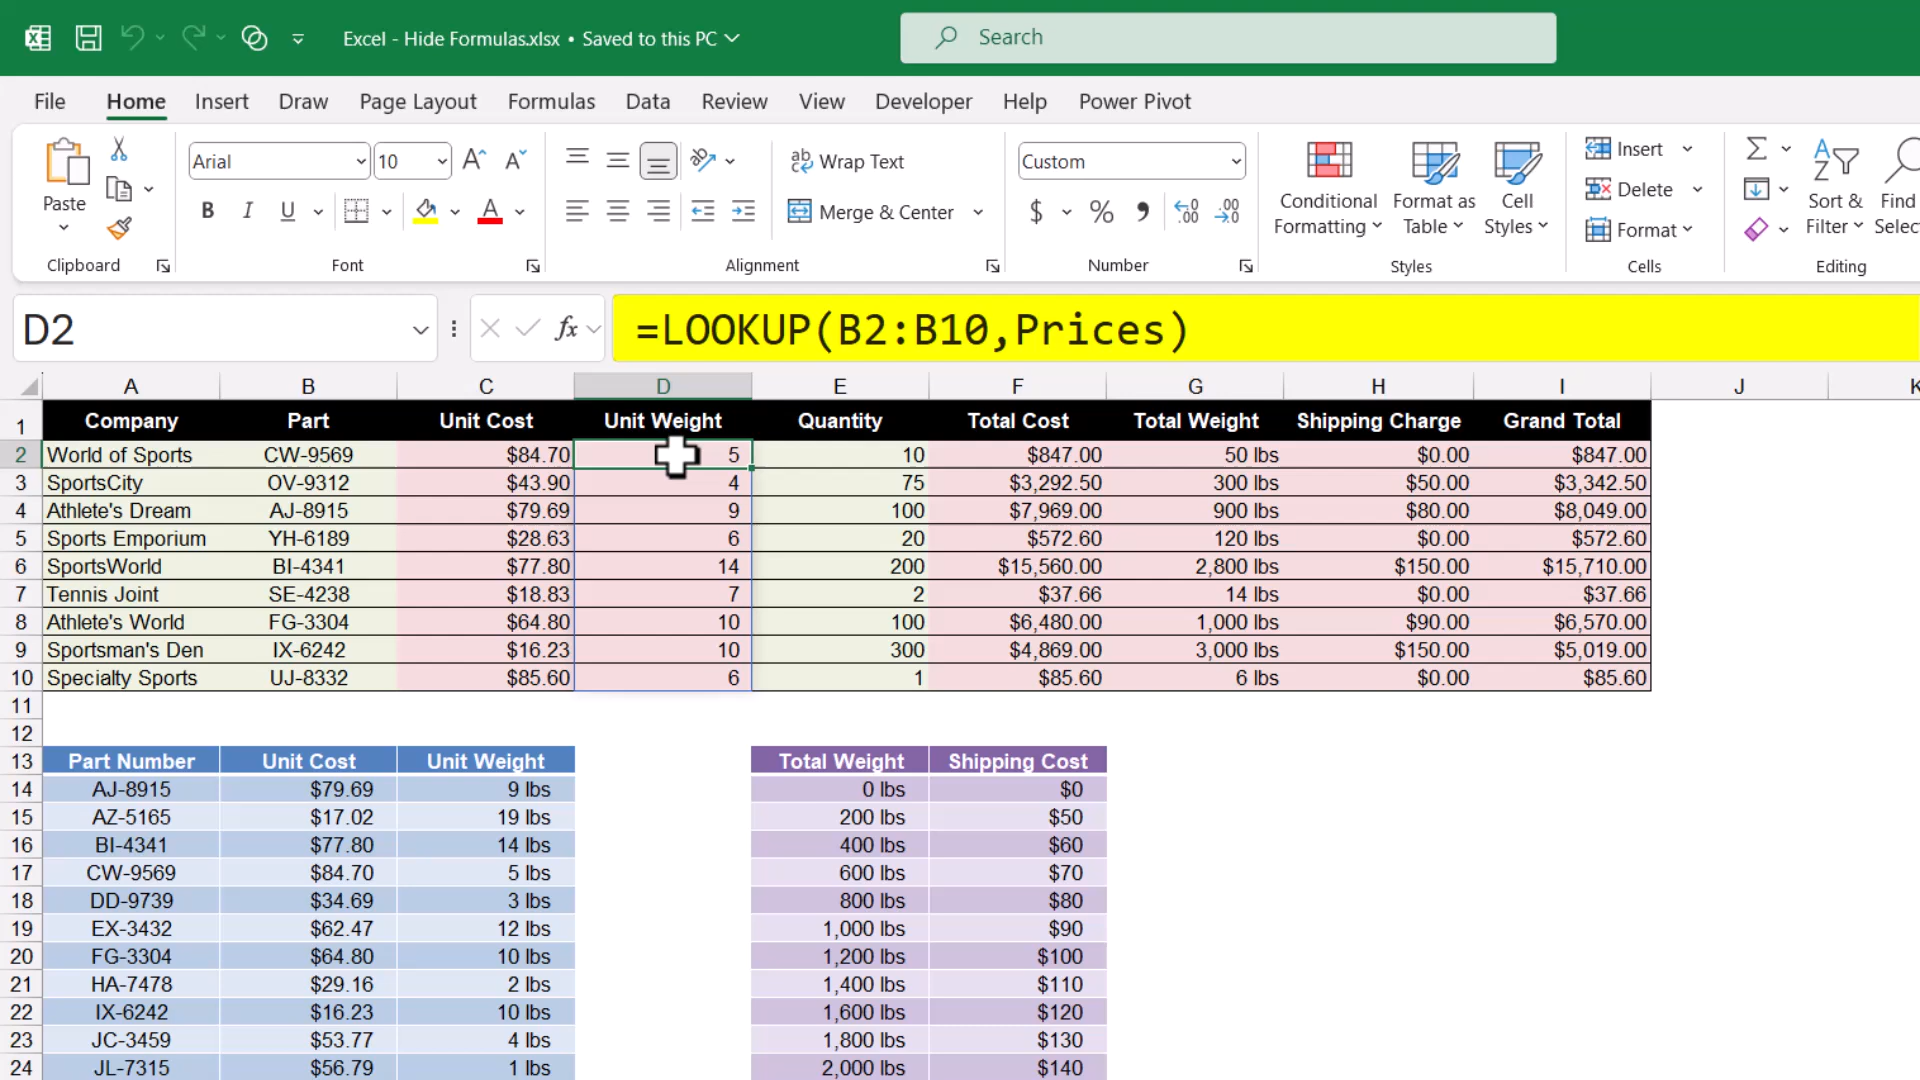 Excel - Hide Formulas.xlsx • Saved to this PC
Search
File Home Insert Draw Page Layout Formulas Data Review View Developer Help Power Pivot
Paste
Clipboard
Arial 10
B I U A
Font
Wrap Text
Merge & Center
Alignment
Custom
$ % , .00
Number
Conditional Formatting
Format as Table
Cell Styles
Styles
Insert
Delete
Format
Cells
Sort & Filter
Find
Selec
Editing
D2 fx =LOOKUP(B2:B10,Prices)
A B C D E F G H I J K
1 Company Part Unit Cost Unit Weight Quantity Total Cost Total Weight Shipping Charge Grand Total
2 World of Sports CW-9569 $84.70 5 10 $847.00 50 lbs $0.00 $847.00
3 SportsCity OV-9312 $43.90 4 75 $3,292.50 300 lbs $50.00 $3,342.50
4 Athlete's Dream AJ-8915 $79.69 9 100 $7,969.00 900 lbs $80.00 $8,049.00
5 Sports Emporium YH-6189 $28.63 6 20 $572.60 120 lbs $0.00 $572.60
6 SportsWorld BI-4341 $77.80 14 200 $15,560.00 2,800 lbs $150.00 $15,710.00
7 Tennis Joint SE-4238 $18.83 7 2 $37.66 14 lbs $0.00 $37.66
8 Athlete's World FG-3304 $64.80 10 100 $6,480.00 1,000 lbs $90.00 $6,570.00
9 Sportsman's Den IX-6242 $16.23 10 300 $4,869.00 3,000 lbs $150.00 $5,019.00
10 Specialty Sports UJ-8332 $85.60 6 1 $85.60 6 lbs $0.00 $85.60
11
12
13 Part Number Unit Cost Unit Weight Total Weight Shipping Cost
14 AJ-8915 $79.69 9 lbs 0 lbs $0
15 AZ-5165 $17.02 19 lbs 200 lbs $50
16 BI-4341 $77.80 14 lbs 400 lbs $60
17 CW-9569 $84.70 5 lbs 600 lbs $70
18 DD-9739 $34.69 3 lbs 800 lbs $80
19 EX-3432 $62.47 12 lbs 1,000 lbs $90
20 FG-3304 $64.80 10 lbs 1,200 lbs $100
21 HA-7478 $29.16 2 lbs 1,400 lbs $110
22 IX-6242 $16.23 10 lbs 1,600 lbs $120
23 JC-3459 $53.77 4 lbs 1,800 lbs $130
24 JL-7315 $56.79 1 lbs 2,000 lbs $140